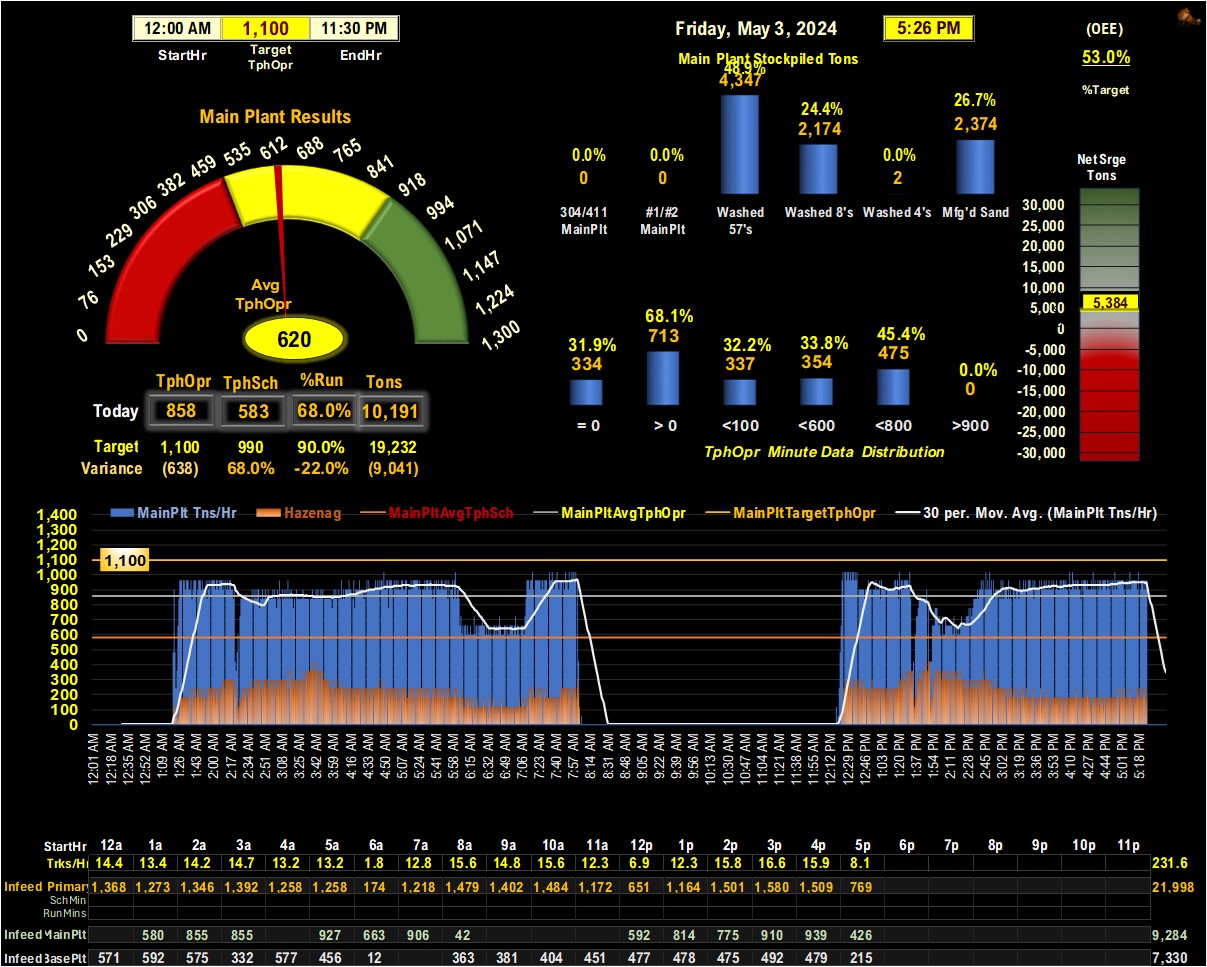 12:00 AM 1,100 11:30 PM
StartHr Target TphOpr EndHr
Friday, May 3, 2024 5:26 PM
(OEE)
53.0%
%Target
Main Plant Stockpiled Tons
48.9% 24.4% 26.7%
4,347 2,174 2,374
0.0% 0.0% 0.0%
0 0 2
304/411 MainPlt #1/#2 MainPlt Washed 57's Washed 8's Washed 4's Mfg'd Sand
Main Plant Results
0 76 153 229 306 382 459 535 612 688 765 841 918 994 1,071 1,147 1,224 1,300
Avg
TphOpr
620
Net Srge
Tons
30,000
25,000
20,000
15,000
10,000
5,000
0
-5,000
-10,000
-15,000
-20,000
-25,000
-30,000
5,384
TphOpr TphSch %Run Tons
Today 858 583 68.0% 10,191
Target 1,100 990 90.0% 19,232
Variance (638) 68.0% -22.0% (9,041)
31.9% 68.1% 32.2% 33.8% 45.4% 0.0%
334 713 337 354 475 0
= 0 > 0 <100 <600 <800 >900
TphOpr Minute Data Distribution
MainPlt Tns/Hr Hazenag MainPltAvgTphSch MainPltAvgTphOpr MainPltTargetTphOpr 30 per. Mov. Avg. (MainPlt Tns/Hr)
1,400
1,300
1,200
1,100
1,000
900
800
700
600
500
400
300
200
100
0
1,100
12:01 AM 12:18 AM 12:35 AM 12:52 AM 1:09 AM 1:26 AM 1:43 AM 2:00 AM 2:17 AM 2:34 AM 2:51 AM 3:08 AM 3:25 AM 3:42 AM 3:59 AM 4:16 AM 4:33 AM 4:50 AM 5:07 AM 5:24 AM 5:41 AM 5:58 AM 6:15 AM 6:32 AM 6:49 AM 7:06 AM 7:23 AM 7:40 AM 7:57 AM 8:14 AM 8:31 AM 8:48 AM 9:05 AM 9:22 AM 9:39 AM 9:56 AM 10:13 AM 10:30 AM 10:47 AM 11:04 AM 11:21 AM 11:38 AM 11:55 AM 12:12 PM 12:29 PM 12:46 PM 1:03 PM 1:20 PM 1:37 PM 1:54 PM 2:11 PM 2:28 PM 2:45 PM 3:02 PM 3:19 PM 3:36 PM 3:53 PM 4:10 PM 4:27 PM 4:44 PM 5:01 PM 5:18 PM
StartHr 12a 1a 2a 3a 4a 5a 6a 7a 8a 9a 10a 11a 12p 1p 2p 3p 4p 5p 6p 7p 8p 9p 10p 11p
Trks/Hr 14.4 13.4 14.2 14.7 13.2 13.2 1.8 12.8 15.6 14.8 15.6 12.3 6.9 12.3 15.8 16.6 15.9 8.1 231.6
Infeed Primary 1,368 1,273 1,346 1,392 1,258 1,258 174 1,218 1,479 1,402 1,484 1,172 651 1,164 1,501 1,580 1,509 769 21,998
SchMin
RunMins
Infeed MainPlt 580 855 855 927 663 906 42 592 814 775 910 939 426 9,284
Infeed BasePlt 571 592 575 332 577 456 12 363 381 404 451 477 478 475 492 479 215 7,330